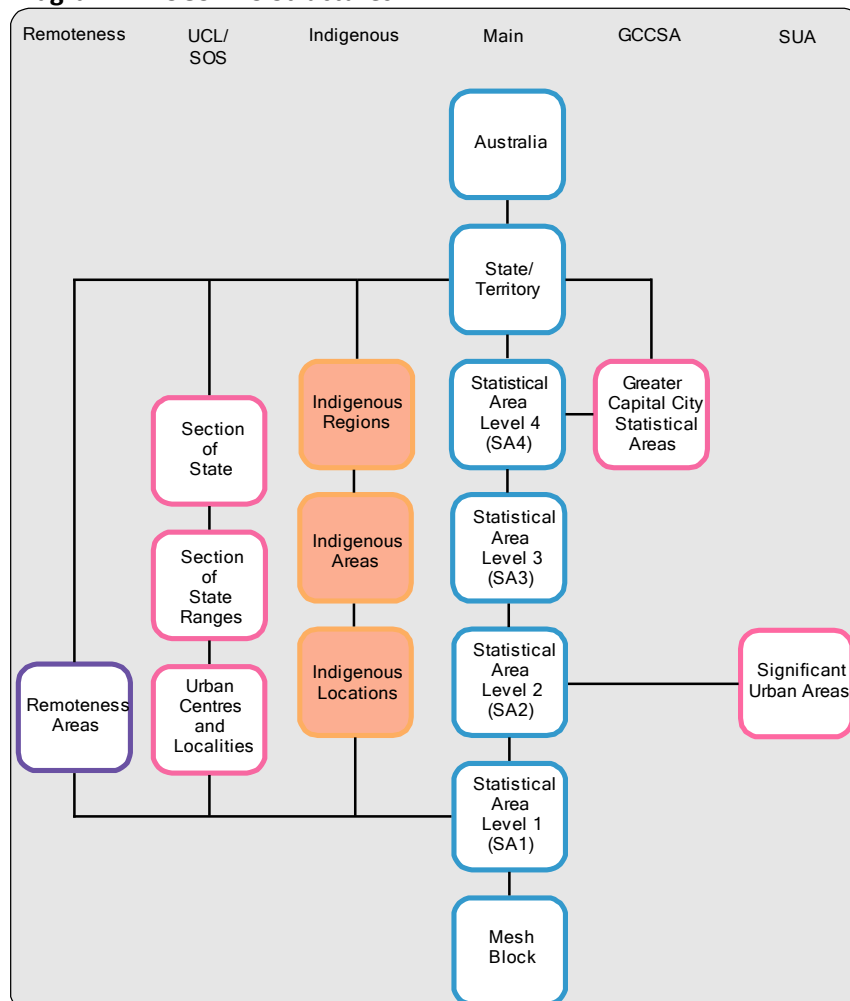 Remoteness
UCL/
SOS
Indigenous
Main
GCCSA
SUA
Australia
State/
Territory
Indigenous
Regions
Statistical
Area
Level 4
(SA4)
Greater
Capital City
Statistical
Areas
Section
of
State
Indigenous
Areas
Statistical
Area
Level 3
(SA3)
Section
of
State
Ranges
Remoteness
Areas
Urban
Centres
and
Localities
Indigenous
Locations
Statistical
Area
Level 2
(SA2)
Significant
Urban Areas
Statistical
Area
Level 1
(SA1)
Mesh
Block